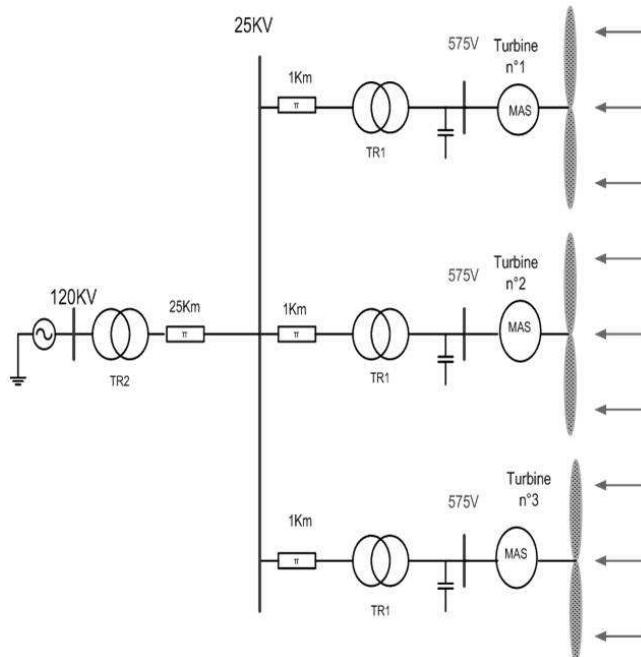 25KV
575V
Turbine
n°1
1Km
π
MAS
TR1
575V
Turbine
n°2
120KV
25Km
1Km
π
π
MAS
TR2
TR1
Turbine
n°3
575V
1Km
π
MAS
TR1